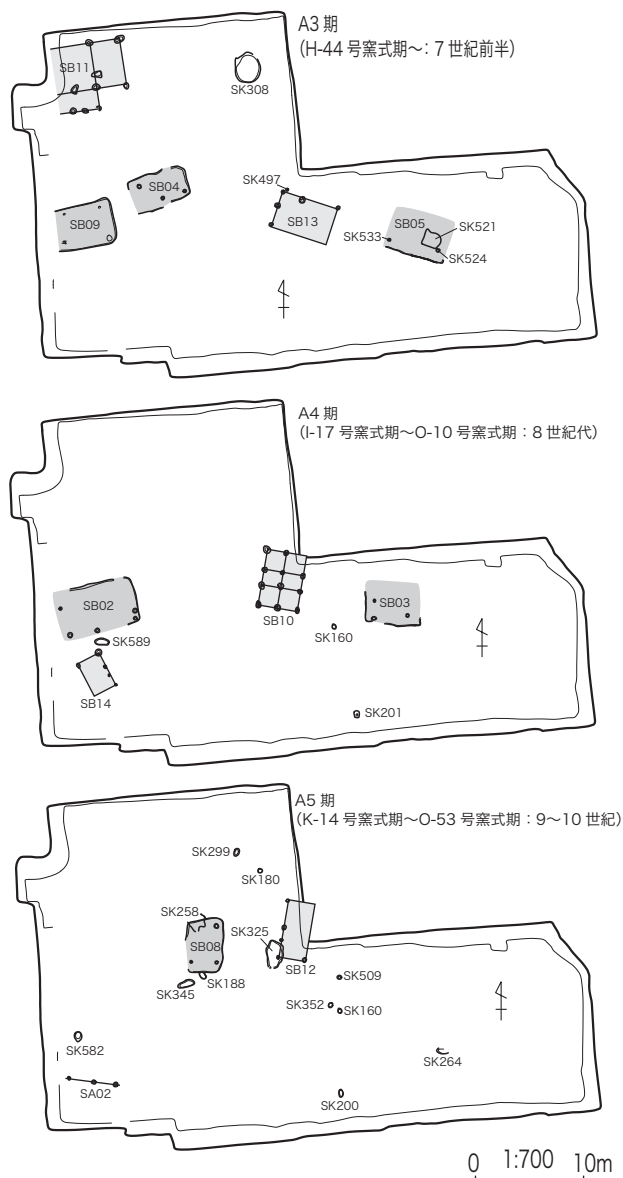 A3 期
（H-44 号窯式期～：7 世紀前半）
SB11
SK308
SB04
SK497
SB09
SB13
SB05
SK521
SK533
SK524
A4 期
（I-17 号窯式期～O-10 号窯式期：8 世紀代）
SB02
SB03
SB10
SK160
SK589
SB14
SK201
A5 期
（K-14 号窯式期～O-53 号窯式期：9～10 世紀）
SK299
SK180
SK258
SK325
SB08
SB12
SK188
SK509
SK345
SK352
SK160
SK582
SK264
SA02
SK200
0 1:700 10m